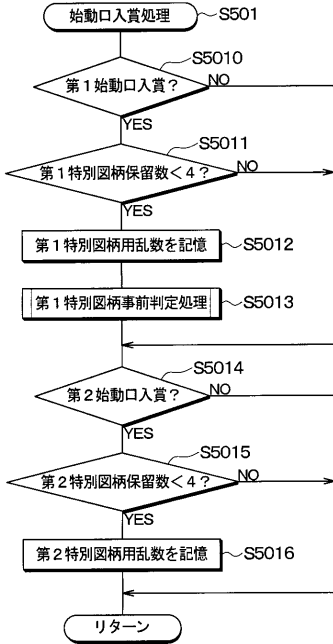 始動口入賞処理 S501
S5010
第1始動口入賞? NO
YES
S5011
第1特別図柄保留数<4? NO
YES
第1特別図柄用乱数を記憶 S5012
第1特別図柄事前判定処理 S5013
S5014
第2始動口入賞? NO
YES
S5015
第2特別図柄保留数<4? NO
YES
第2特別図柄用乱数を記憶 S5016
リターン